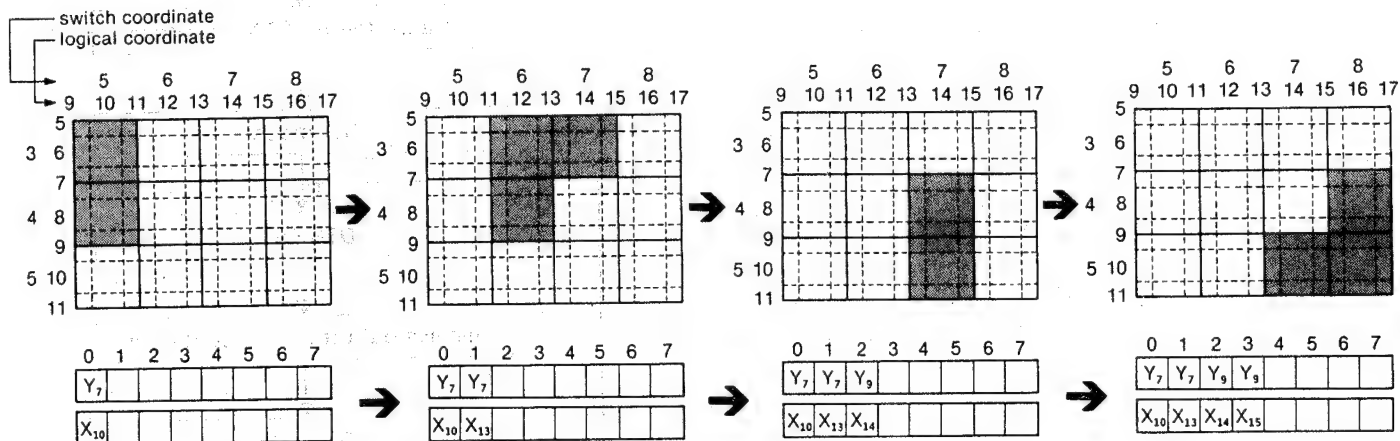 switch coordinate
logical coordinate
5 6 7 8
9 10 11 12 13 14 15 16 17
5
3 6
7
4 8
9
5 10
11
5 6 7 8
9 10 11 12 13 14 15 16 17
5
3 6
7
4 8
9
5 10
11
5 6 7 8
9 10 11 12 13 14 15 16 17
5
3 6
7
4 8
9
5 10
11
5 6 7 8
9 10 11 12 13 14 15 16 17
5
3 6
7
4 8
9
5 10
11
0 1 2 3 4 5 6 7
Y₇
X₁₀
0 1 2 3 4 5 6 7
Y₇ Y₇
X₁₀ X₁₃
0 1 2 3 4 5 6 7
Y₇ Y₇ Y₉
X₁₀ X₁₃ X₁₄
0 1 2 3 4 5 6 7
Y₇ Y₇ Y₉ Y₉
X₁₀ X₁₃ X₁₄ X₁₅